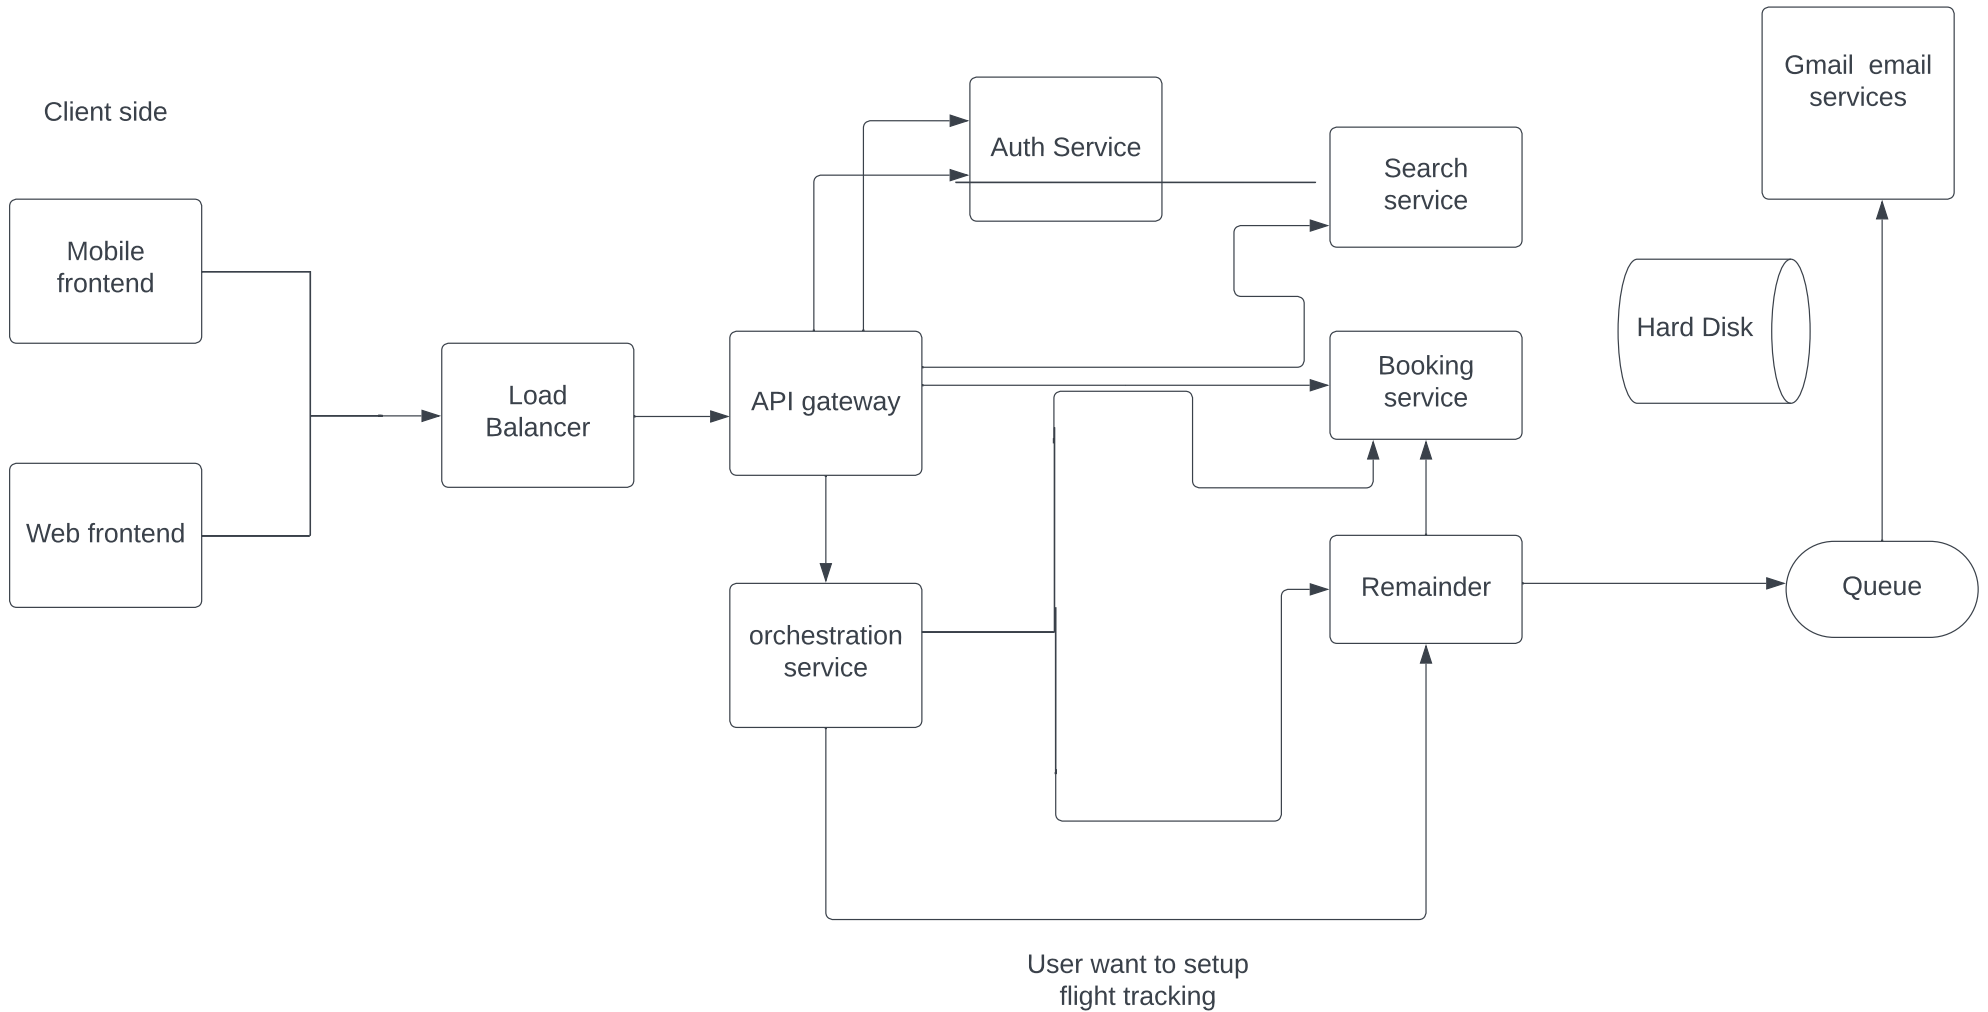 Client side
Mobile
frontend
Web frontend
Load
Balancer
API gateway
orchestration
service
Auth Service
Search
service
Booking
service
Remainder
Hard Disk
Gmail  email
services
Queue
User want to setup
flight tracking